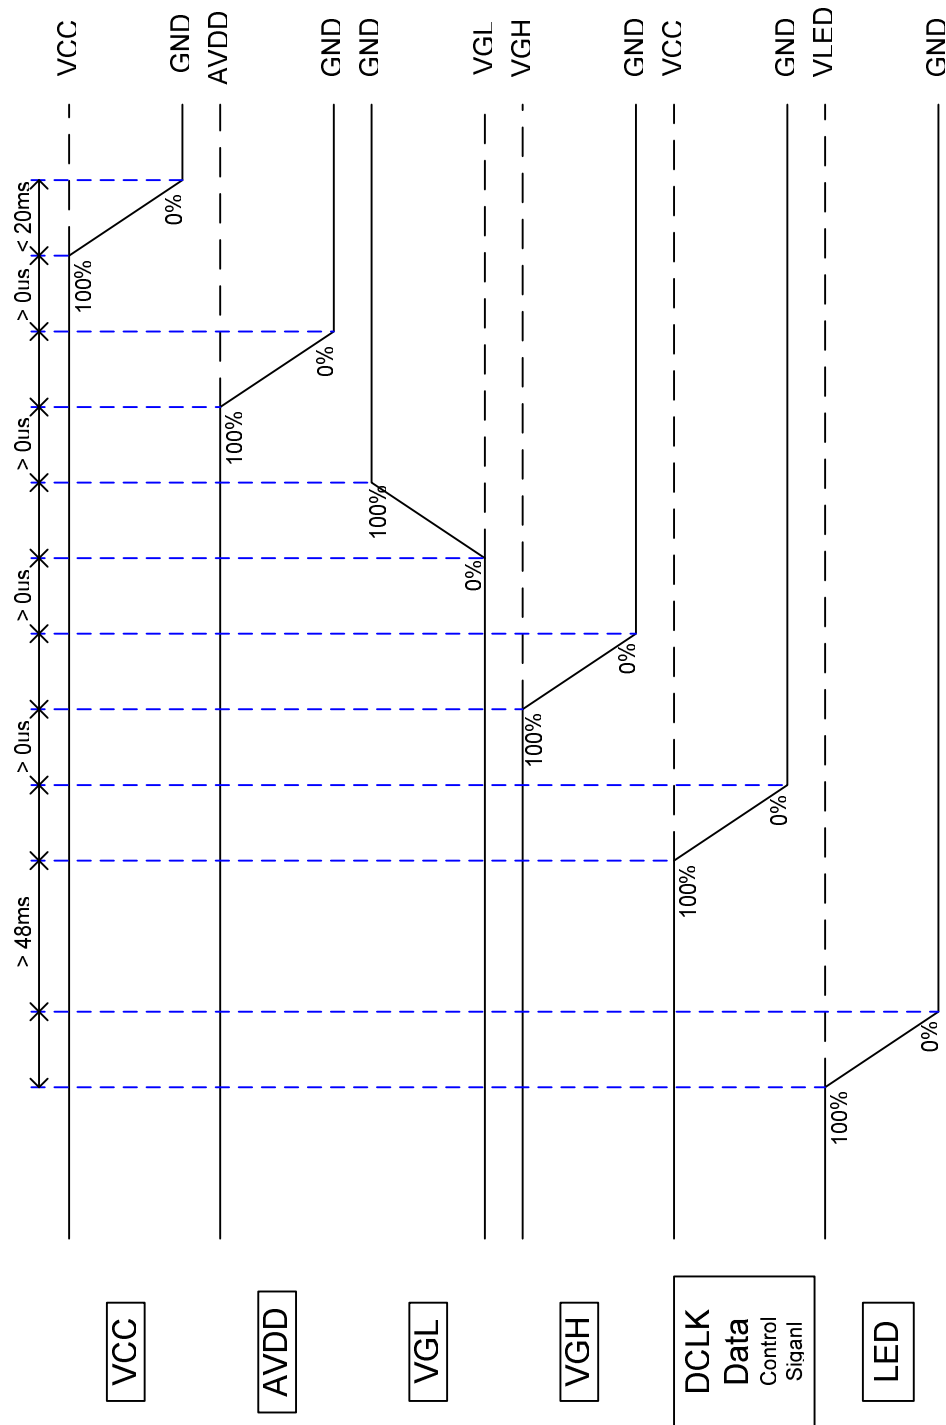 > 48ms
> 0us
> 0us
> 0us
> 0us
< 20ms
VCC
100%
0%
VCC
GND
AVDD
100%
0%
AVDD
GND
VGL
0%
100%
GND
VGL
VGH
100%
0%
VGH
GND
DCLK
Data
Control
Siganl
100%
0%
VCC
GND
LED
100%
0%
VLED
GND